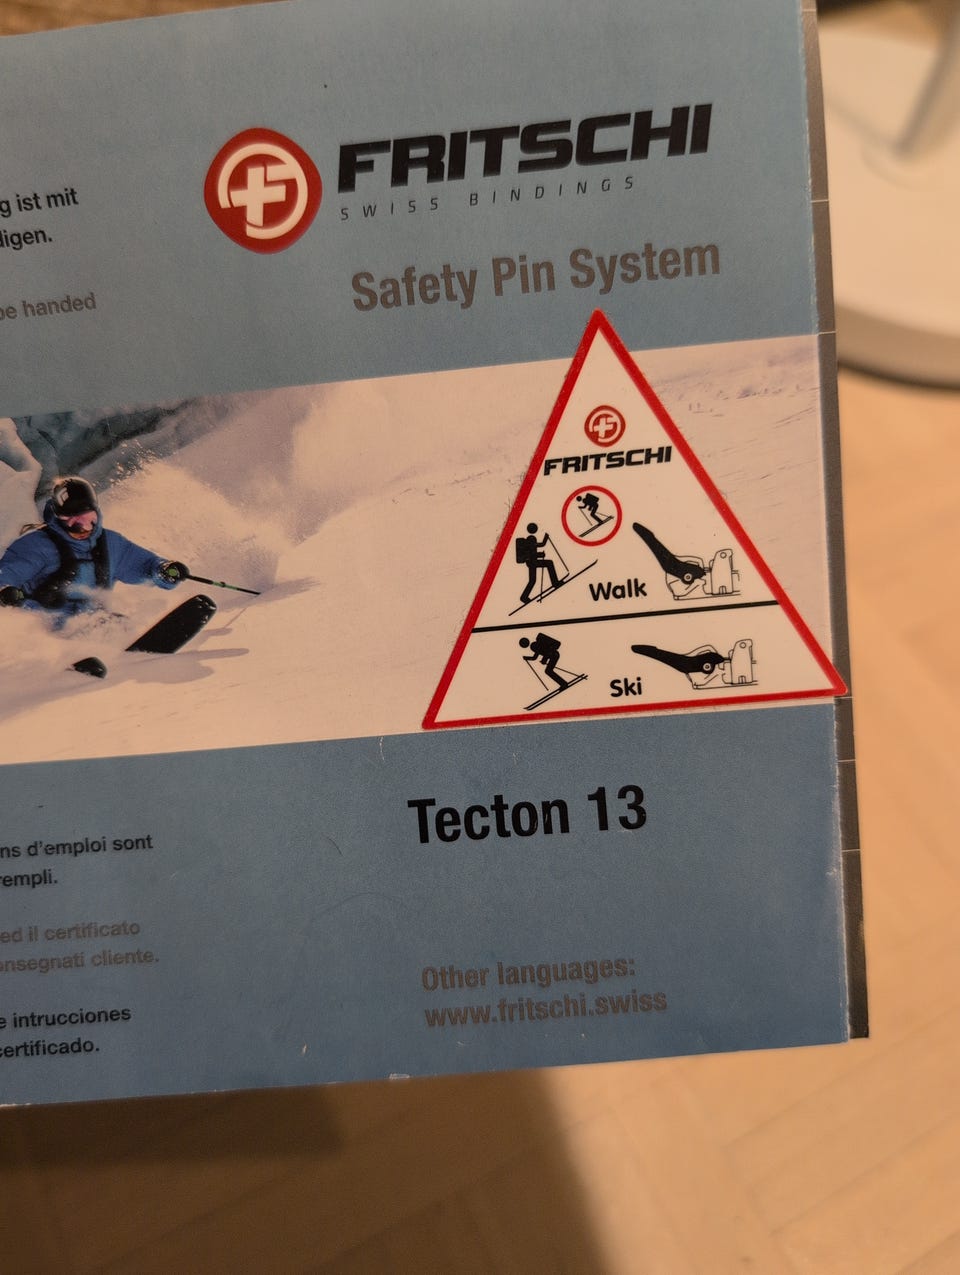 g ist mit
digen.
be handed
FRITSCHI
SWISS BINDINGS
Safety Pin System
FRITSCHI
Walk
Ski
Tecton 13
ns d'emploi sont
rempli.
ed il certificato
onsegnati cliente.
e intrucciones
certificado.
Other languages:
www.fritschi.swiss